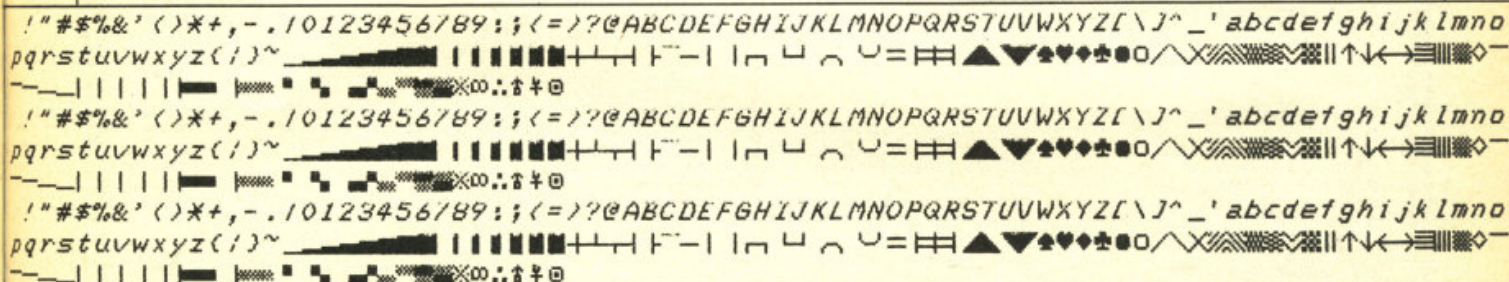 !"#$%&'()*+,-./0123456789:;<=>?@ABCDEFGHIJKLMNOPQRSTUVWXYZ[\]^_'abcdefghijklmno
pqrstuvwxyz{¦}~▁▂▃▄▅▆▇█▏▎▍▌▋▊▉┼┴┬┤├▔─│▕┌┐└┘╭╮╰╯═╞╪╡◢◣◥◤♠♥♦♣●○╱╲╳↑↓←→◇
∞∴
!"#$%&'()*+,-./0123456789:;<=>?@ABCDEFGHIJKLMNOPQRSTUVWXYZ[\]^_'abcdefghijklmno
pqrstuvwxyz{¦}~▁▂▃▄▅▆▇█▏▎▍▌▋▊▉┼┴┬┤├▔─│▕┌┐└┘╭╮╰╯═╞╪╡◢◣◥◤♠♥♦♣●○╱╲╳↑↓←→◇
∞∴
!"#$%&'()*+,-./0123456789:;<=>?@ABCDEFGHIJKLMNOPQRSTUVWXYZ[\]^_'abcdefghijklmno
pqrstuvwxyz{¦}~▁▂▃▄▅▆▇█▏▎▍▌▋▊▉┼┴┬┤├▔─│▕┌┐└┘╭╮╰╯═╞╪╡◢◣◥◤♠♥♦♣●○╱╲╳↑↓←→◇
∞∴